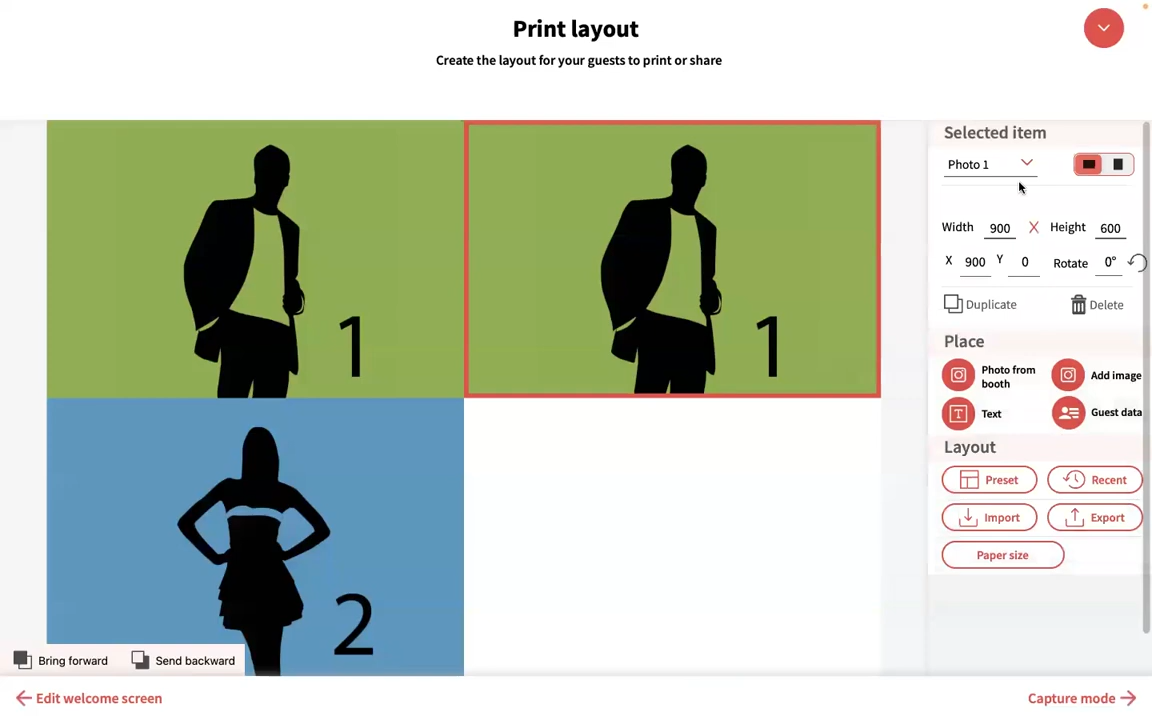 Print layout
Create the layout for your guests to print or share
1
1
2
Selected item
Photo 1
Width 900 X Height 600
X 900 Y 0 Rotate 0°
Duplicate Delete
Place
Photo from booth
Add image
Text
Guest data
Layout
Preset Recent
Import Export
Paper size
Bring forward Send backward
Edit welcome screen
Capture mode